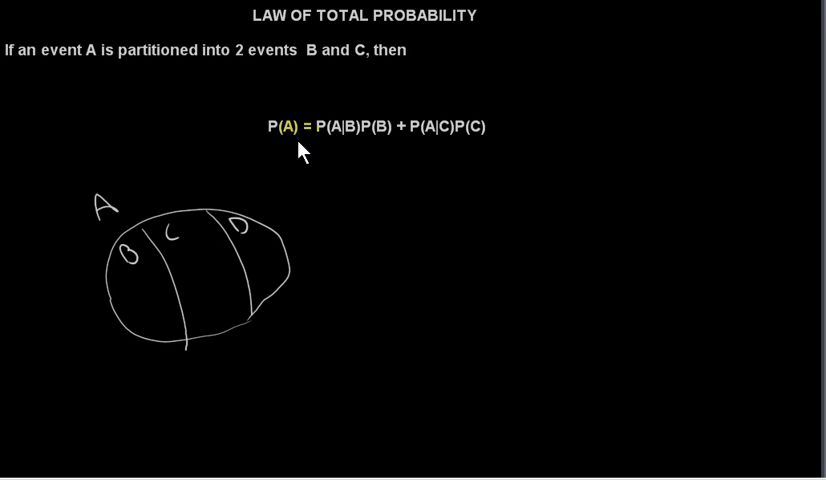 LAW OF TOTAL PROBABILITY
If an event A is partitioned into 2 events B and C, then
P(A) = P(A|B)P(B) + P(A|C)P(C)
A
B C D